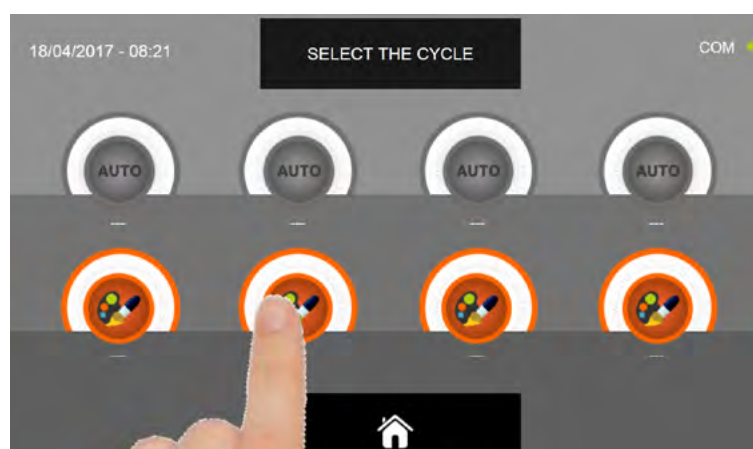 18/04/2017 - 08:21
SELECT THE CYCLE
COM
AUTO AUTO AUTO AUTO
--- --- --- ---
--- --- --- ---